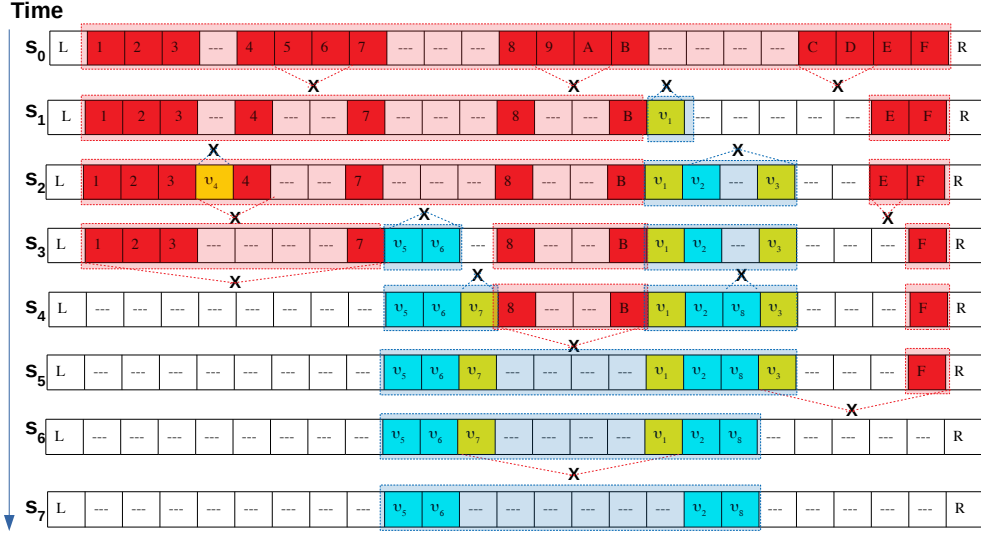 Time
S0 L 1 2 3 --- 4 5 6 7 --- --- --- 8 9 A B --- --- --- --- C D E F R
X X X X
S1 L 1 2 3 --- 4 --- --- 7 --- --- --- 8 --- --- B υ1 --- --- --- --- --- E F R
X X
S2 L 1 2 3 υ4 4 --- --- 7 --- --- --- 8 --- --- B υ1 υ2 --- υ3 --- --- E F R
X X X
S3 L 1 2 3 --- --- --- --- 7 υ5 υ6 --- 8 --- --- B υ1 υ2 --- υ3 --- --- --- F R
X X X
S4 L --- --- --- --- --- --- --- --- υ5 υ6 υ7 8 --- --- B υ1 υ2 υ8 υ3 --- --- --- F R
X
S5 L --- --- --- --- --- --- --- --- υ5 υ6 υ7 --- --- --- --- υ1 υ2 υ8 υ3 --- --- --- F R
X
S6 L --- --- --- --- --- --- --- --- υ5 υ6 υ7 --- --- --- --- υ1 υ2 υ8 --- --- --- --- --- R
X
S7 L --- --- --- --- --- --- --- --- υ5 υ6 --- --- --- --- --- --- υ2 υ8 --- --- --- --- --- R